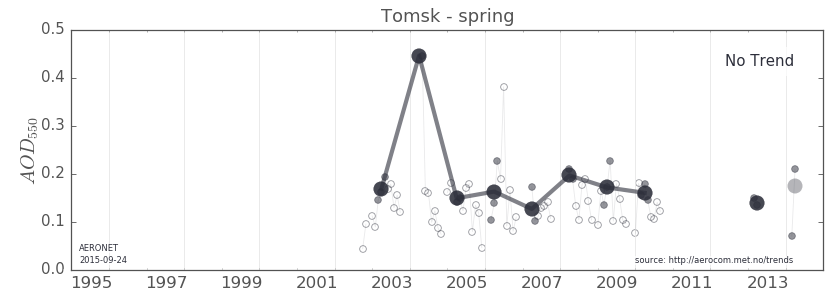 Tomsk - spring
0.5
No Trend
0.4
0.3
AOD550
0.2
0.1
AERONET
2015-09-24
source: http://aerocom.met.no/trends
0.0
1995 1997 1999 2001 2003 2005 2007 2009 2011 2013